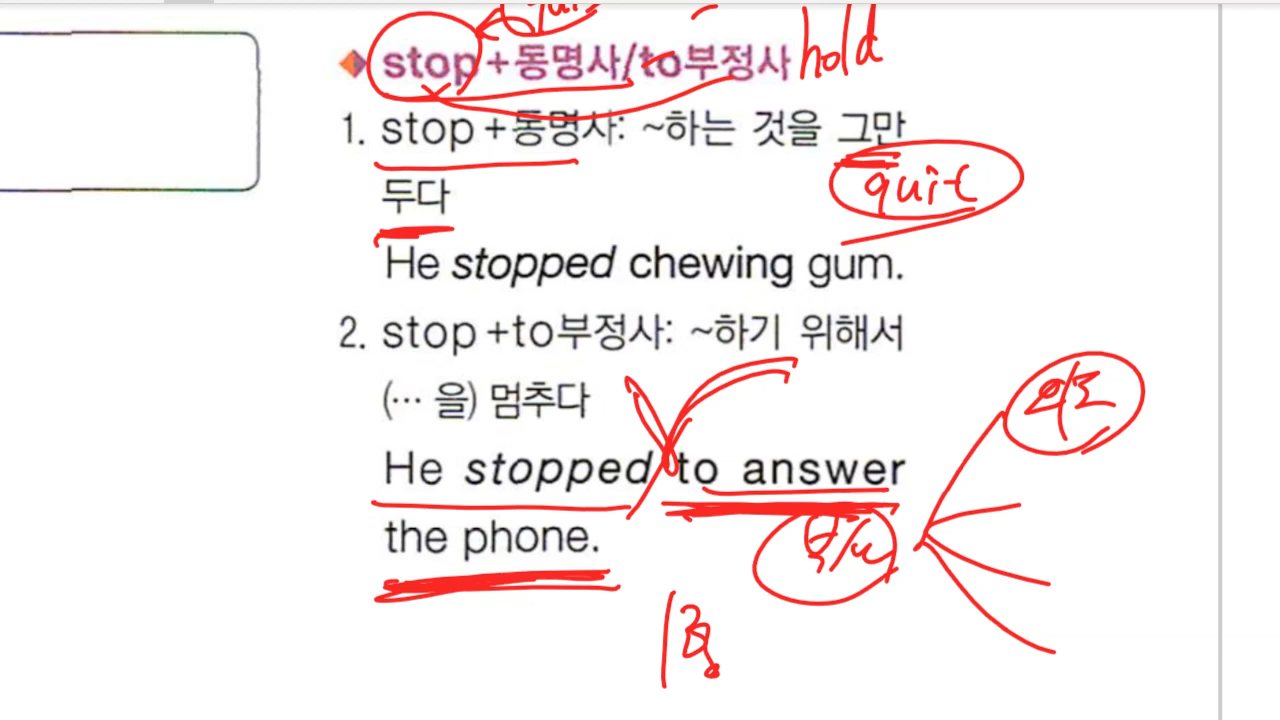 hold
stop+동명사/to부정사
1. stop+동명사: ~하는 것을 그만
두다
quit
He stopped chewing gum.
2. stop+to부정사: ~하기 위해서
(… 을) 멈추다
He stopped to answer
the phone.